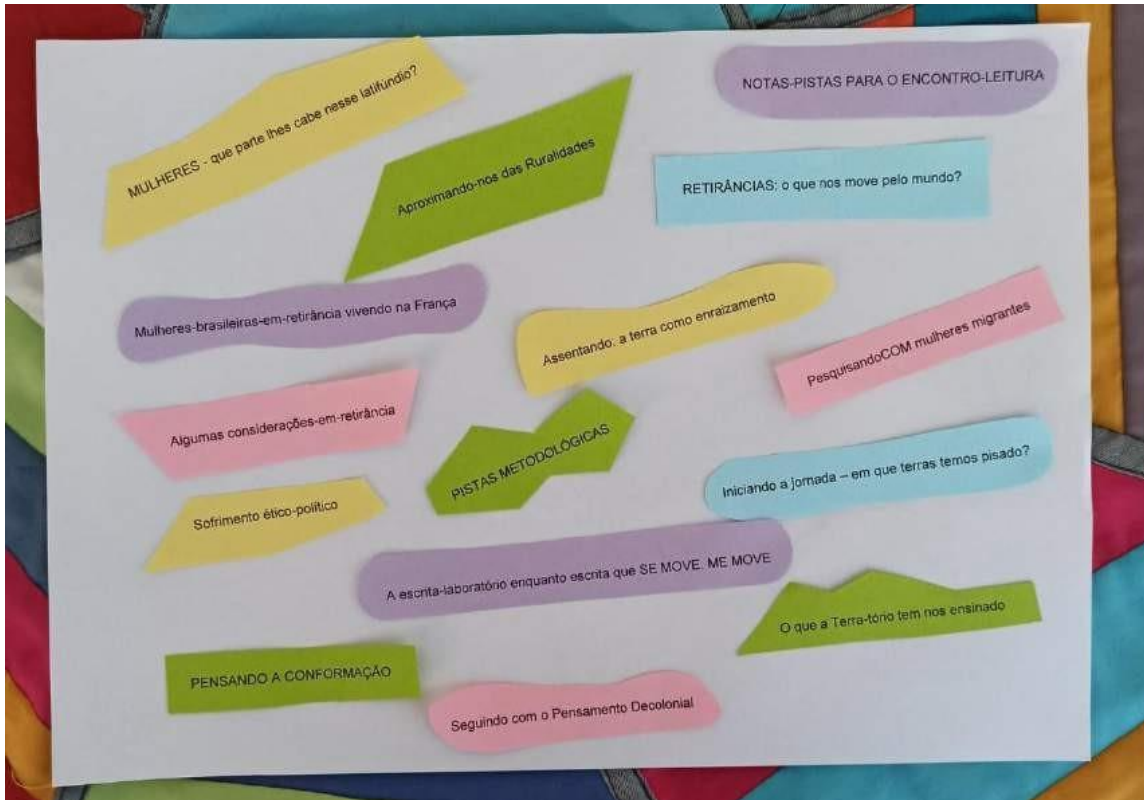 MULHERES - que parte lhes cabe nesse latifúndio?
Aproximando-nos das Ruralidades
NOTAS-PISTAS PARA O ENCONTRO-LEITURA
RETIRÂNCIAS: o que nos move pelo mundo?
Mulheres-brasileiras-em-retirância vivendo na França
Assentando: a terra como enraizamento
PesquisandoCOM mulheres migrantes
Algumas considerações-em-retirância
PISTAS METODOLÓGICAS
Iniciando a jornada – em que terras temos pisado?
Sofrimento ético-político
A escrita-laboratório enquanto escrita que SE MOVE. ME MOVE
O que a Terra-tório tem nos ensinado
PENSANDO A CONFORMAÇÃO
Seguindo com o Pensamento Decolonial